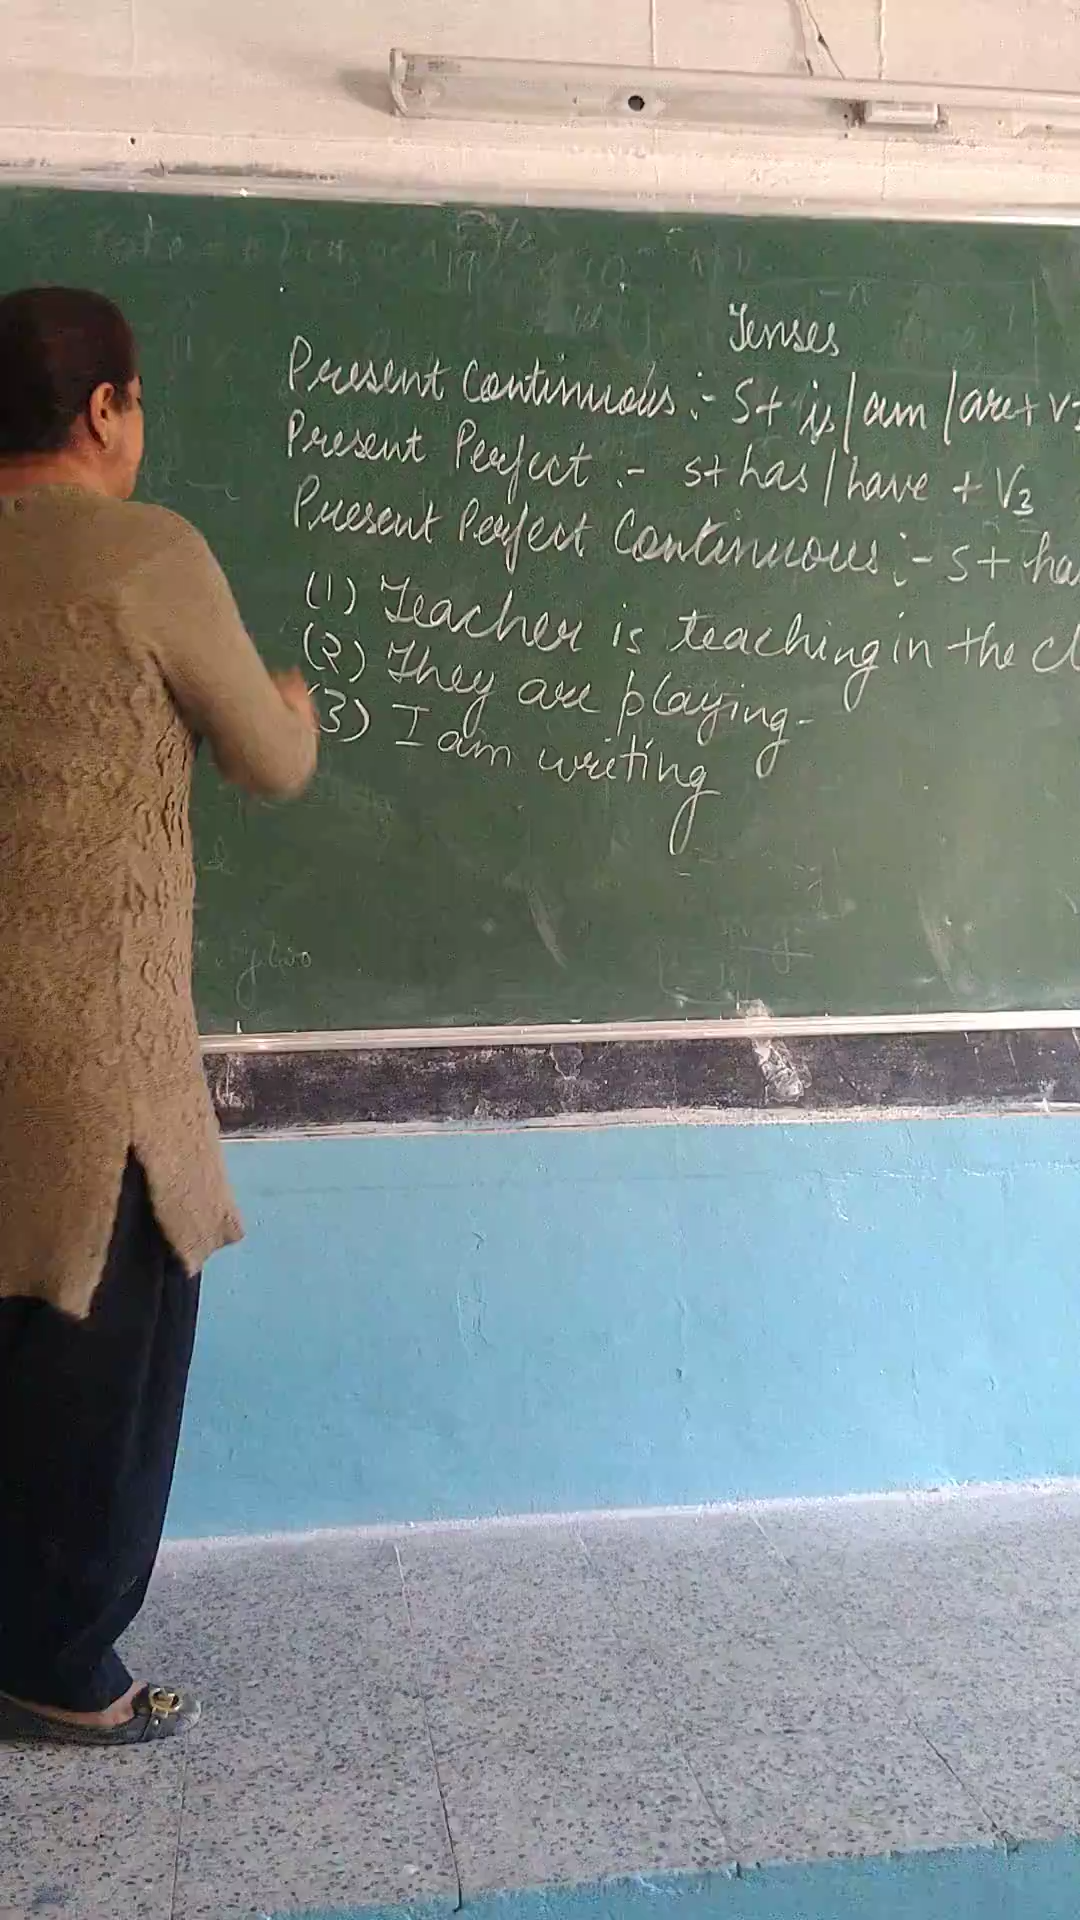 Tenses
Present Continuous :- S+ is/am/are+ V
Present Perfect :- S+ has/have + V3
Present Perfect Continuous :- S+ ha
(1) Teacher is teaching in the cl
(2) They are playing-
(3) I am writing